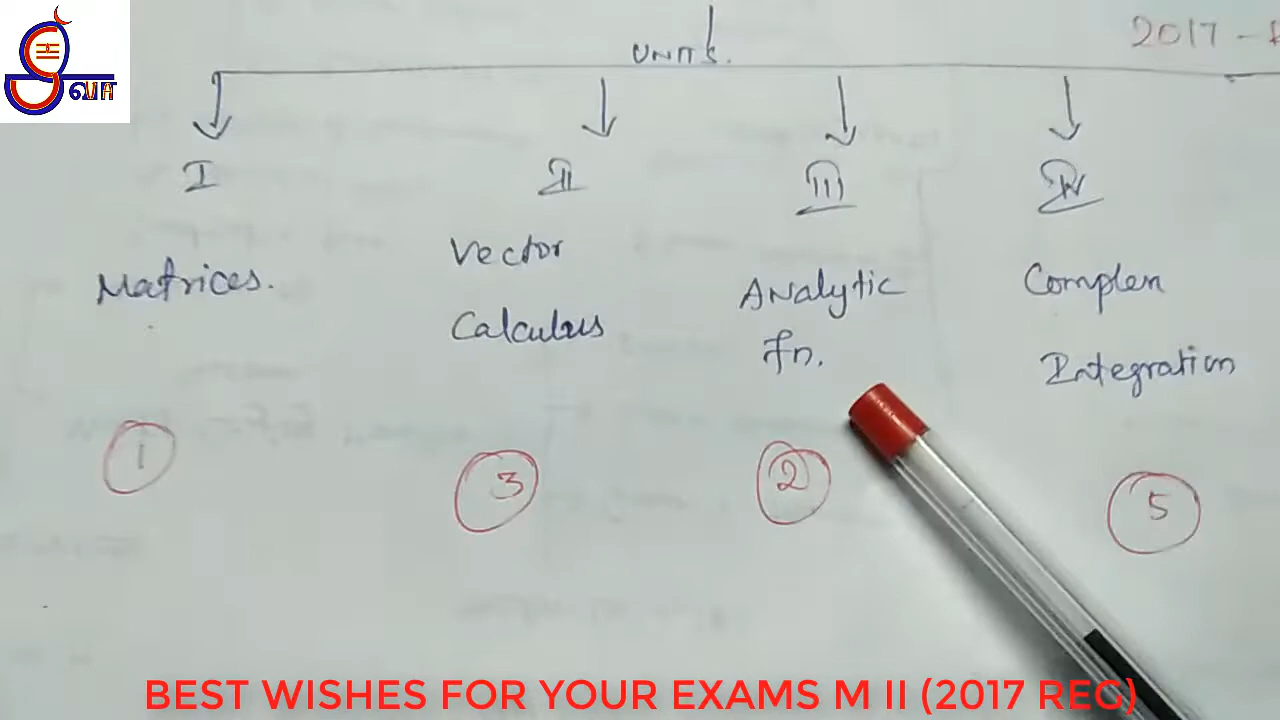 UNITS.
2017 -
I
II
III
IV
Matrices.
Vector
Calculus
Analytic
fn.
Complex
Integration
1
3
2
5
வா
BEST WISHES FOR YOUR EXAMS M II (2017 REG)